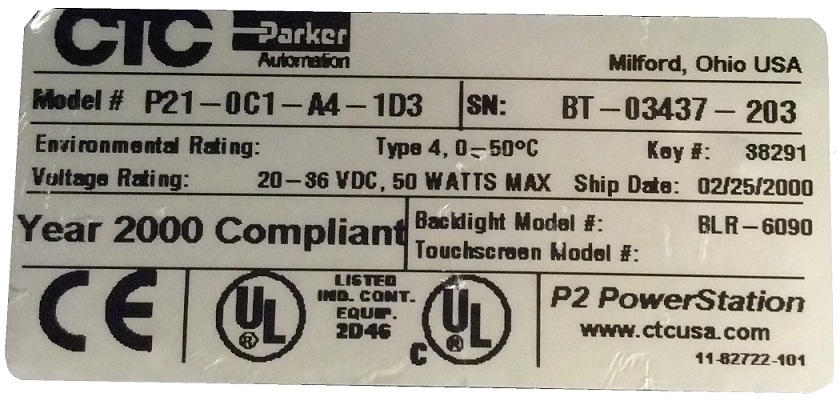 CTC Parker
Automation
Milford, Ohio USA
Model # P21-0C1-A4-1D3 SN: BT-03437-203
Environmental Rating: Type 4, 0-50°C Key #: 38291
Voltage Rating: 20-36 VDC, 50 WATTS MAX Ship Date: 02/25/2000
Year 2000 Compliant
Backlight Model #: BLR-6090
Touchscreen Model #:
CE
UL ®
LISTED
IND. CONT.
EQUIP.
2D46
C UL ®
P2 PowerStation
www.ctcusa.com
11-82722-101